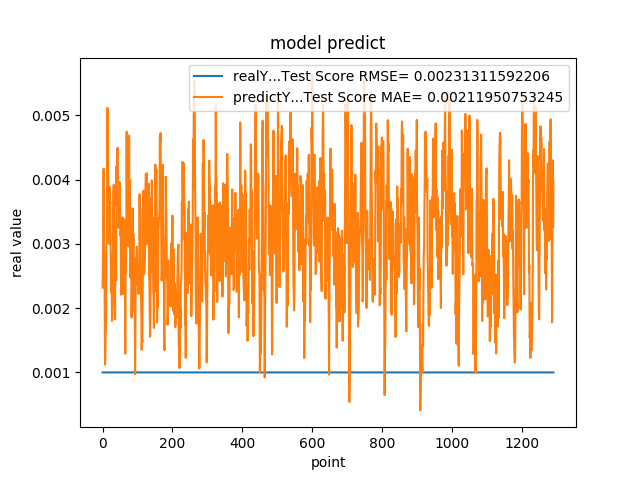 model predict
realY...Test Score RMSE= 0.00231311592206
predictY...Test Score MAE= 0.00211950753245
real value
0.005
0.004
0.003
0.002
0.001
0 200 400 600 800 1000 1200
point